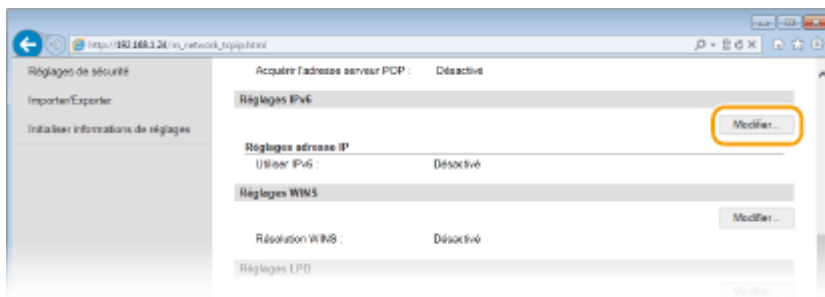 http://192.168.1.24/m_network_tcpip.html
Réglages de sécurité
Acquérir l'adresse serveur POP : Désactivé
Importer/Exporter
Réglages IPv6
Modifier...
Initialiser informations de réglages
Réglages adresse IP
Utiliser IPv6 : Désactivé
Réglages WINS
Modifier...
Résolution WINS : Désactivé
Réglages LPD
Modifier...